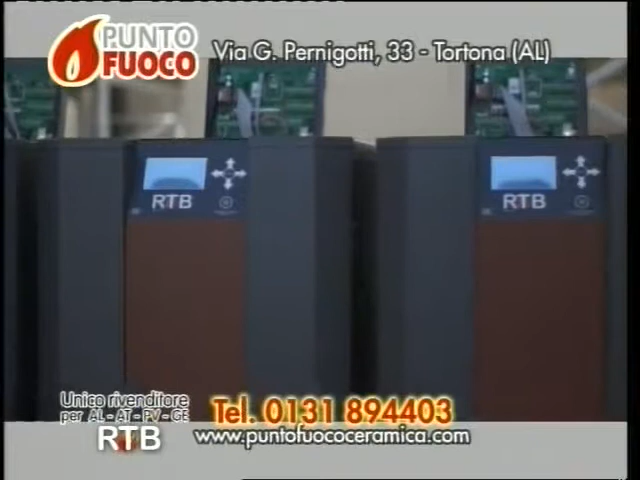 PUNTO
FUOCO
Via G. Pernigotti, 33 - Tortona (AL)
RTB
RTB
Unico rivenditore
per AL - AT - PV - GE
RTB
Tel. 0131 894403
www.puntofuococeramica.com